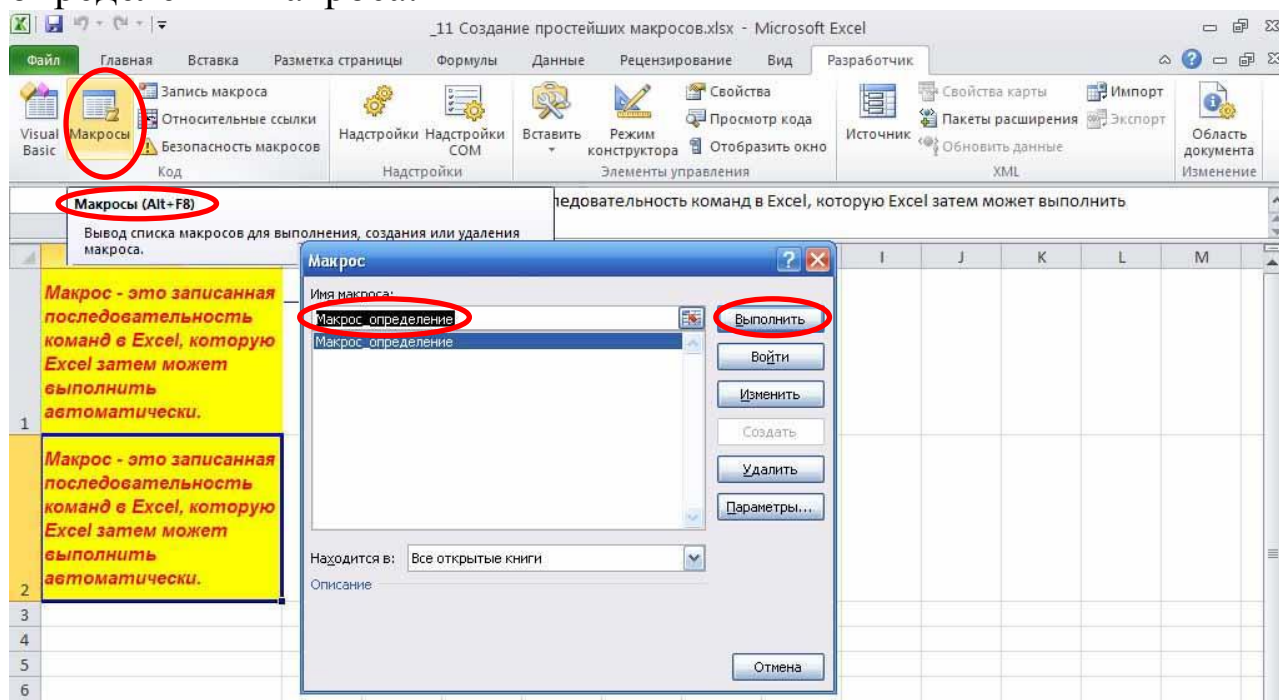 _11 Создание простейших макросов.xlsx - Microsoft Excel
Файл Главная Вставка Разметка страницы Формулы Данные Рецензирование Вид Разработчик
Visual Basic
Макросы
Запись макроса
Относительные ссылки
Безопасность макросов
Код
Надстройки
Надстройки COM
Надстройки
Вставить
Режим конструктора
Свойства
Просмотр кода
Отобразить окно
Элементы управления
Источник
Свойства карты
Пакеты расширения
Обновить данные
Импорт
Экспорт
XML
Область документа
Изменение
Макросы (Alt+F8)
Вывод списка макросов для выполнения, создания или удаления
макроса.
ледовательность команд в Excel, которую Excel затем может выполнить
I J K L M
1
Макрос - это записанная
последовательность
команд в Excel, которую
Excel затем может
выполнить
автоматически.
2
Макрос - это записанная
последовательность
команд в Excel, которую
Excel затем может
выполнить
автоматически.
3
4
5
6
Макрос
Имя макроса:
Макрос_определение
Макрос_определение
Выполнить
Войти
Изменить
Создать
Удалить
Параметры...
Находится в: Все открытые книги
Описание
Отмена